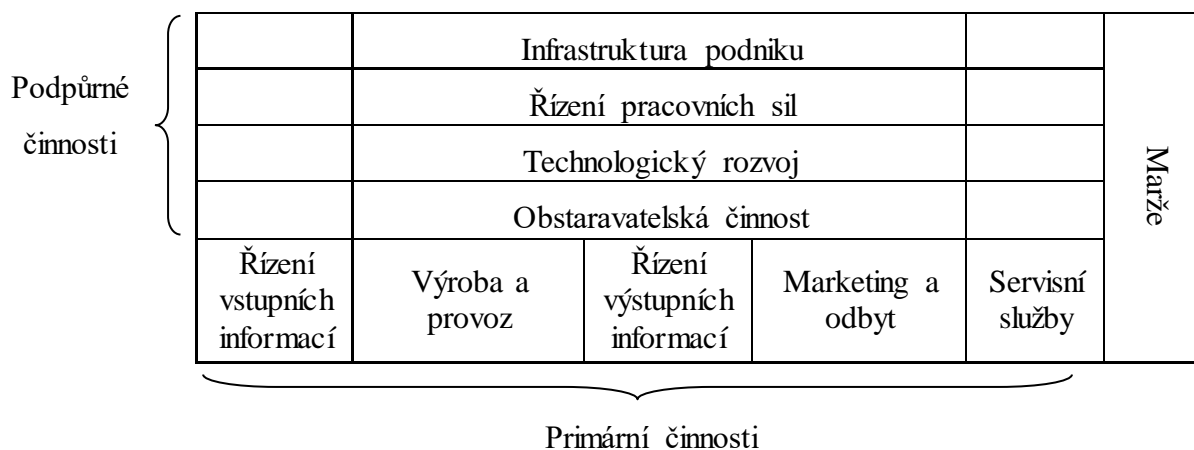 Podpůrné
činnosti
Infrastruktura podniku
Řízení pracovních sil
Technologický rozvoj
Obstaravatelská činnost
Marže
Řízení
vstupních
informací
Výroba a
provoz
Řízení
výstupních
informací
Marketing a
odbyt
Servisní
služby
Primární činnosti